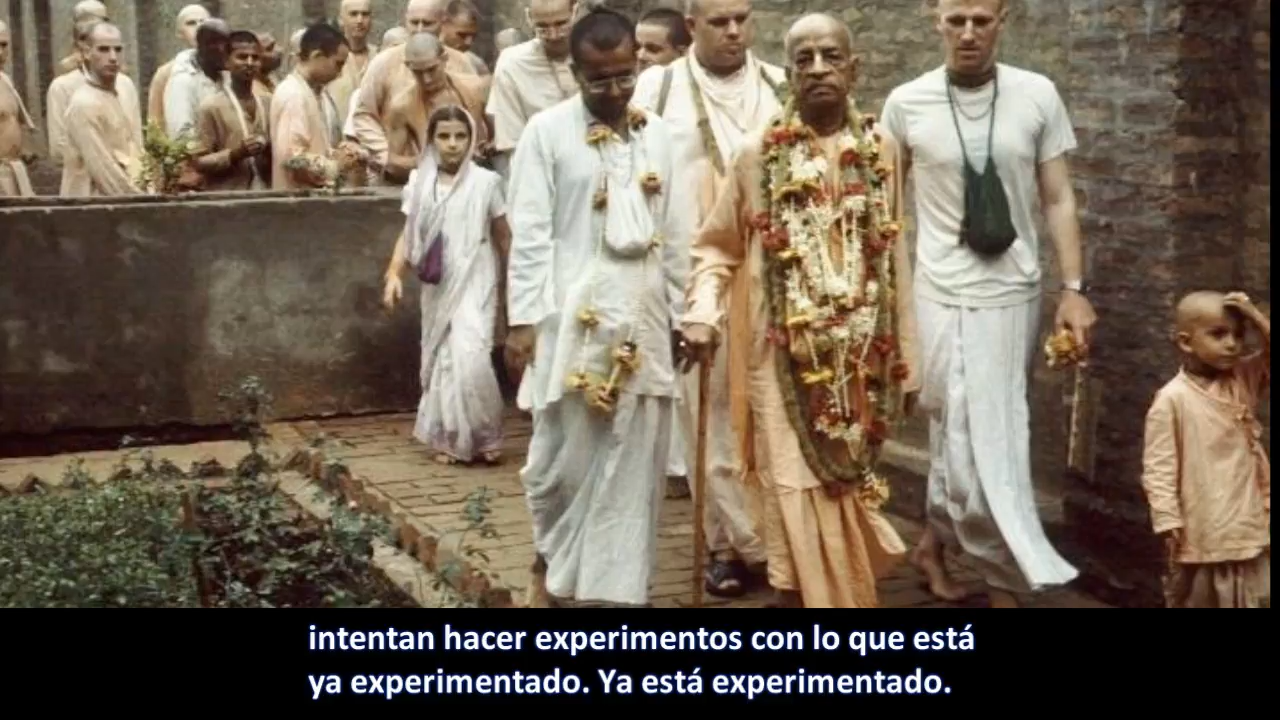 intentan hacer experimentos con lo que está
ya experimentado. Ya está experimentado.